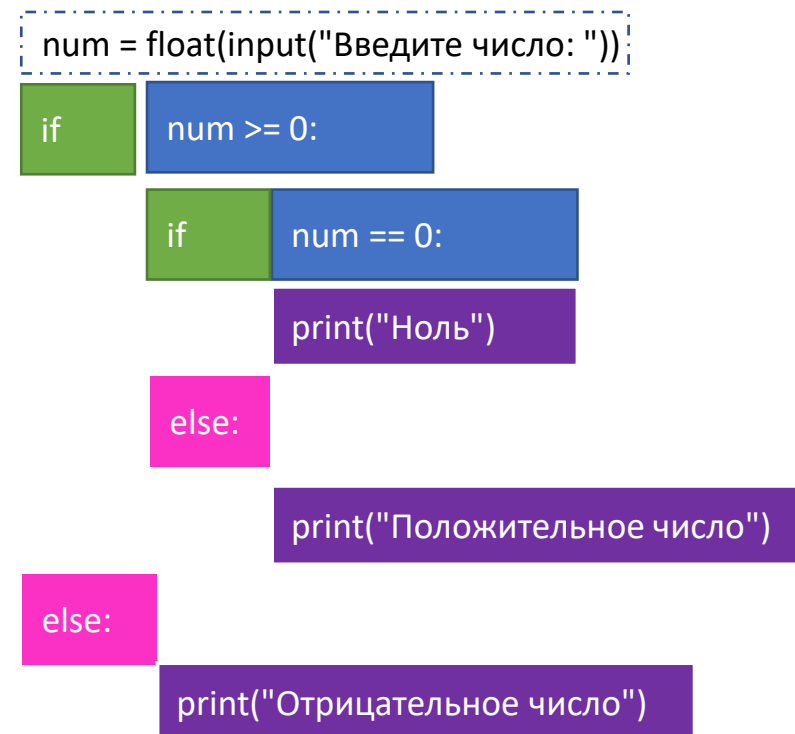 num = float(input("Введите число: "))
if num >= 0:
if num == 0:
print("Ноль")
else:
print("Положительное число")
else:
print("Отрицательное число")